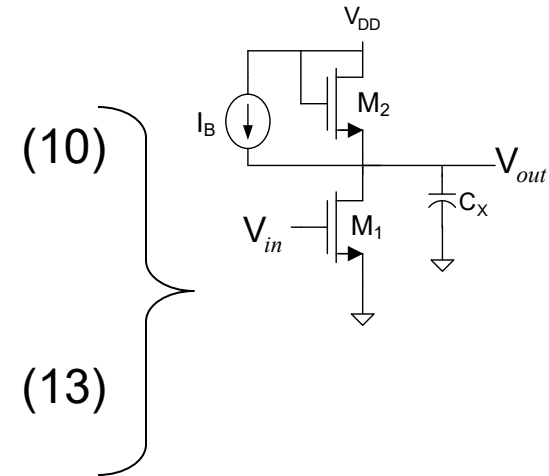 V_DD
M_2
I_B
(10)
V_out
C_X
V_in
M_1
(13)